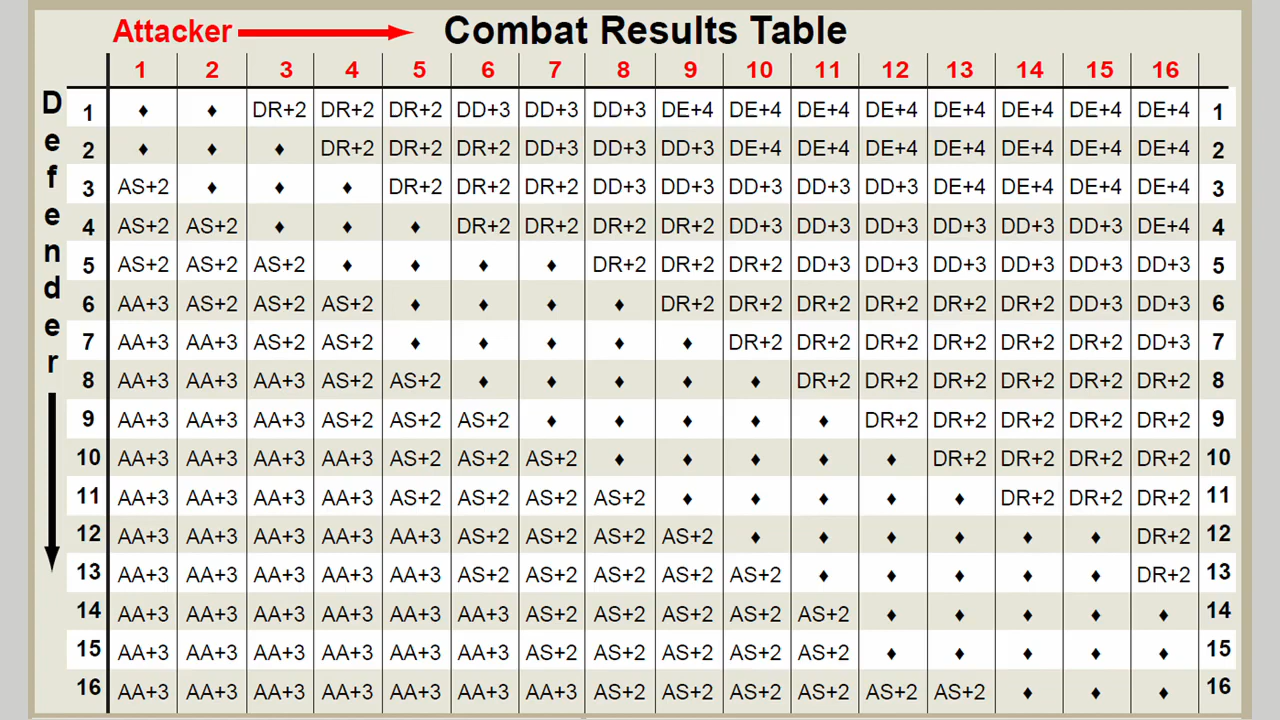 Attacker Combat Results Table
1 2 3 4 5 6 7 8 9 10 11 12 13 14 15 16
Defender
1 ♦ ♦ DR+2 DR+2 DR+2 DD+3 DD+3 DD+3 DE+4 DE+4 DE+4 DE+4 DE+4 DE+4 DE+4 DE+4 1
2 ♦ ♦ ♦ DR+2 DR+2 DR+2 DD+3 DD+3 DD+3 DE+4 DE+4 DE+4 DE+4 DE+4 DE+4 DE+4 2
3 AS+2 ♦ ♦ ♦ DR+2 DR+2 DR+2 DD+3 DD+3 DD+3 DD+3 DD+3 DE+4 DE+4 DE+4 DE+4 3
4 AS+2 AS+2 ♦ ♦ ♦ DR+2 DR+2 DR+2 DR+2 DD+3 DD+3 DD+3 DD+3 DD+3 DD+3 DE+4 4
5 AS+2 AS+2 AS+2 ♦ ♦ ♦ ♦ DR+2 DR+2 DR+2 DD+3 DD+3 DD+3 DD+3 DD+3 DD+3 5
6 AA+3 AS+2 AS+2 AS+2 ♦ ♦ ♦ ♦ DR+2 DR+2 DR+2 DR+2 DR+2 DR+2 DD+3 DD+3 6
7 AA+3 AA+3 AS+2 AS+2 ♦ ♦ ♦ ♦ ♦ DR+2 DR+2 DR+2 DR+2 DR+2 DR+2 DD+3 7
8 AA+3 AA+3 AA+3 AS+2 AS+2 ♦ ♦ ♦ ♦ ♦ DR+2 DR+2 DR+2 DR+2 DR+2 DR+2 8
9 AA+3 AA+3 AA+3 AS+2 AS+2 AS+2 ♦ ♦ ♦ ♦ ♦ DR+2 DR+2 DR+2 DR+2 DR+2 9
10 AA+3 AA+3 AA+3 AA+3 AS+2 AS+2 AS+2 ♦ ♦ ♦ ♦ ♦ DR+2 DR+2 DR+2 DR+2 10
11 AA+3 AA+3 AA+3 AA+3 AS+2 AS+2 AS+2 AS+2 ♦ ♦ ♦ ♦ ♦ DR+2 DR+2 DR+2 11
12 AA+3 AA+3 AA+3 AA+3 AA+3 AS+2 AS+2 AS+2 AS+2 ♦ ♦ ♦ ♦ ♦ ♦ DR+2 12
13 AA+3 AA+3 AA+3 AA+3 AA+3 AS+2 AS+2 AS+2 AS+2 AS+2 ♦ ♦ ♦ ♦ ♦ DR+2 13
14 AA+3 AA+3 AA+3 AA+3 AA+3 AA+3 AS+2 AS+2 AS+2 AS+2 AS+2 ♦ ♦ ♦ ♦ ♦ 14
15 AA+3 AA+3 AA+3 AA+3 AA+3 AA+3 AS+2 AS+2 AS+2 AS+2 AS+2 ♦ ♦ ♦ ♦ ♦ 15
16 AA+3 AA+3 AA+3 AA+3 AA+3 AA+3 AA+3 AS+2 AS+2 AS+2 AS+2 AS+2 AS+2 ♦ ♦ ♦ 16